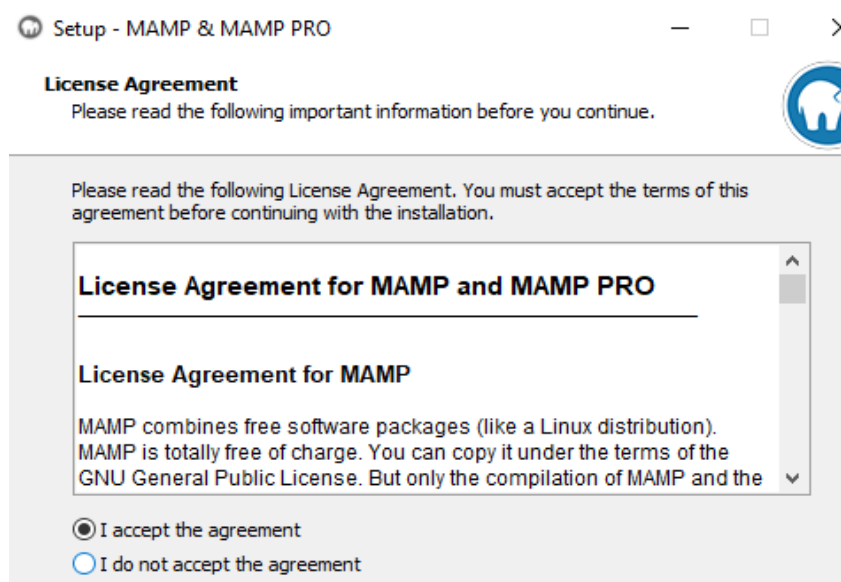 Setup - MAMP & MAMP PRO
License Agreement
Please read the following important information before you continue.
Please read the following License Agreement. You must accept the terms of this
agreement before continuing with the installation.
License Agreement for MAMP and MAMP PRO
License Agreement for MAMP
MAMP combines free software packages (like a Linux distribution).
MAMP is totally free of charge. You can copy it under the terms of the
GNU General Public License. But only the compilation of MAMP and the
I accept the agreement
I do not accept the agreement